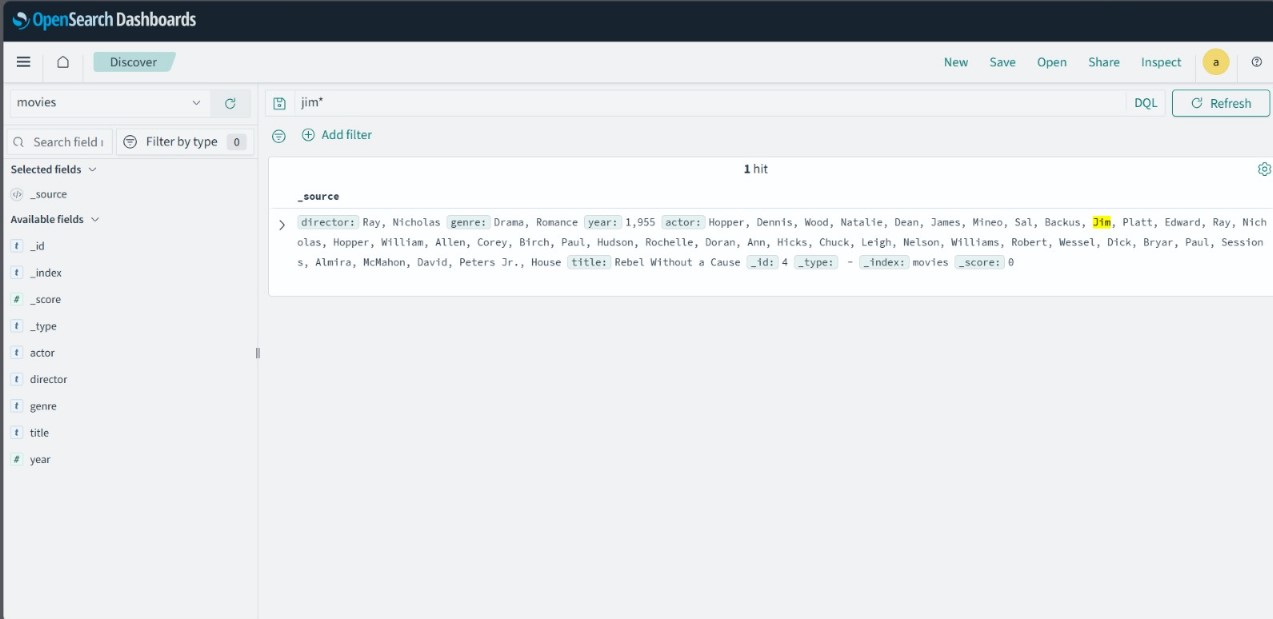 OpenSearch Dashboards
Discover
New Save Open Share Inspect a
movies
jim*
DQL
Refresh
Search field
Filter by type 0
Add filter
Selected fields
_source
Available fields
t _id
t _index
# _score
t _type
t actor
t director
t genre
t title
# year
1 hit
_source
director: Ray, Nicholas genre: Drama, Romance year: 1,955 actor: Hopper, Dennis, Wood, Natalie, Dean, James, Mineo, Sal, Backus, Jim, Platt, Edward, Ray, Nich
olas, Hopper, William, Allen, Corey, Birch, Paul, Hudson, Rochelle, Doran, Ann, Hicks, Chuck, Leigh, Nelson, Williams, Robert, Wessel, Dick, Bryar, Paul, Session
s, Almira, McMahon, David, Peters Jr., House title: Rebel Without a Cause _id: 4 _type: - _index: movies _score: 0